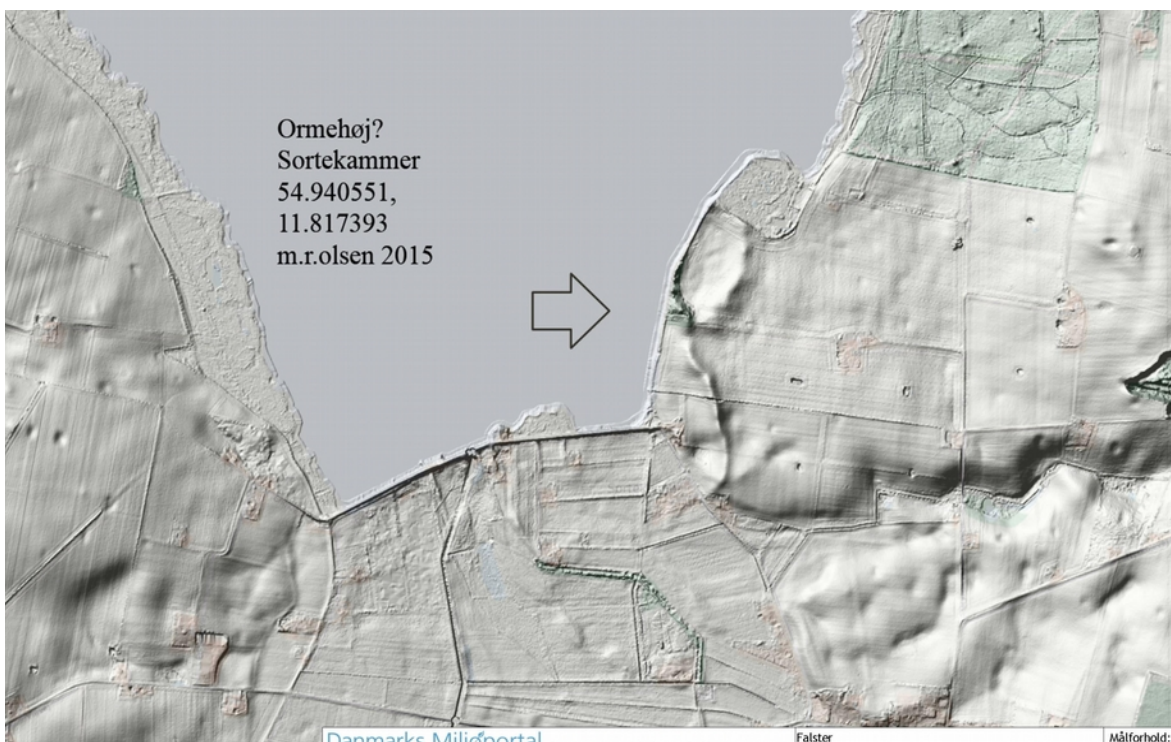 Ormehøj?
Sortekammer
54.940551,
11.817393
m.r.olsen 2015
Danmarks Miljøportal
Falster
Målforhold: